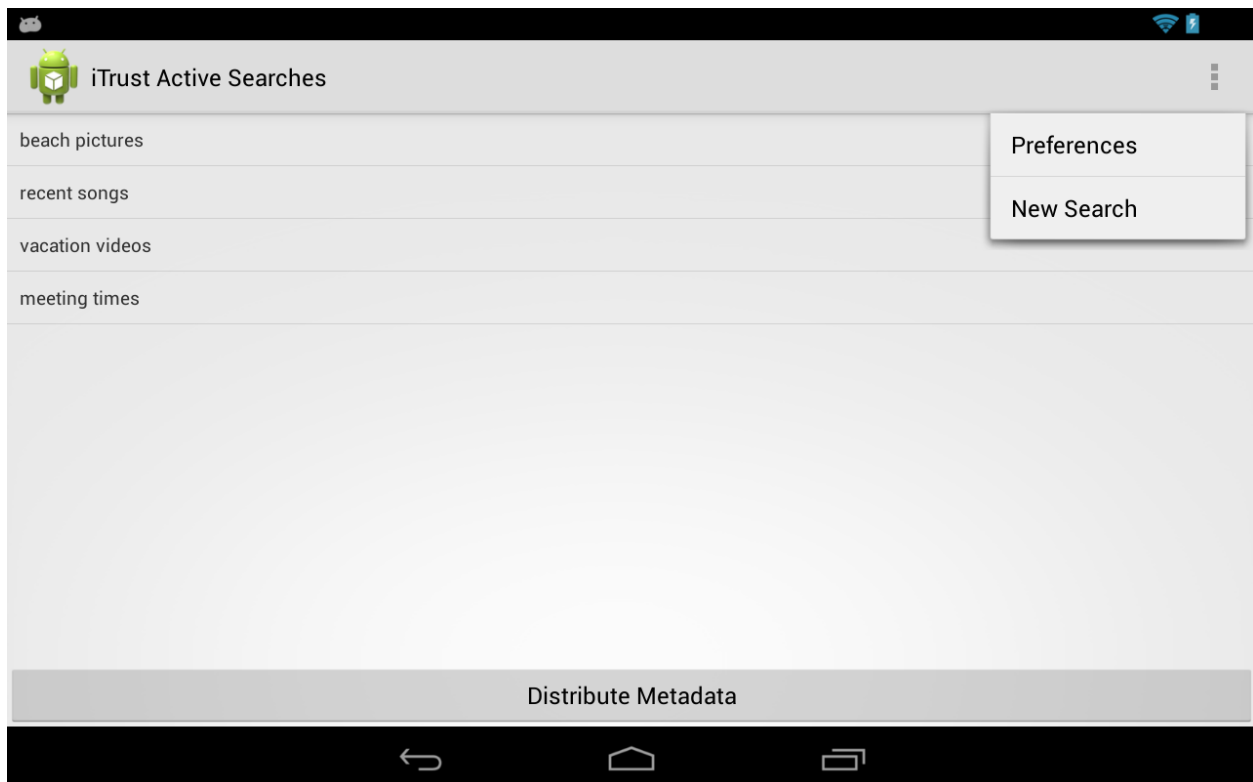 iTrust Active Searches
beach pictures
Preferences
recent songs
New Search
vacation videos
meeting times
Distribute Metadata